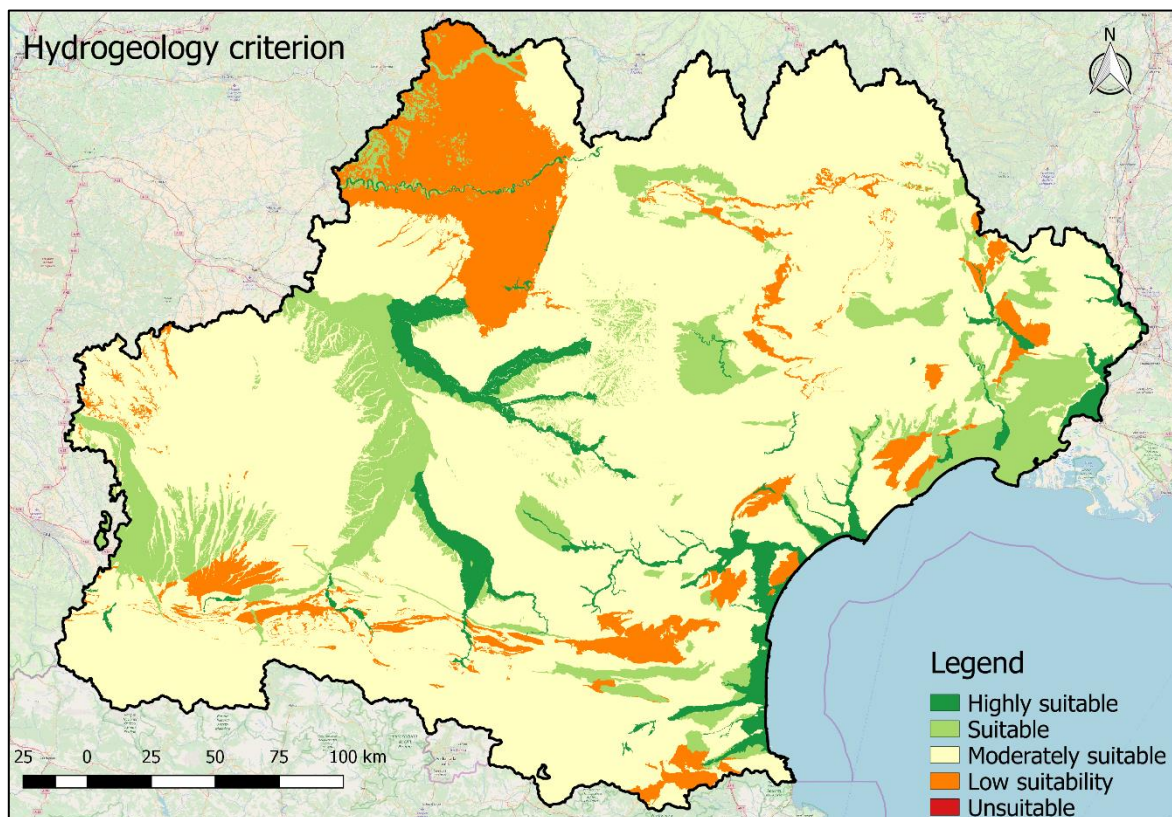 Hydrogeology criterion
N
25 0 25 50 75 100 km
Legend
Highly suitable
Suitable
Moderately suitable
Low suitability
Unsuitable